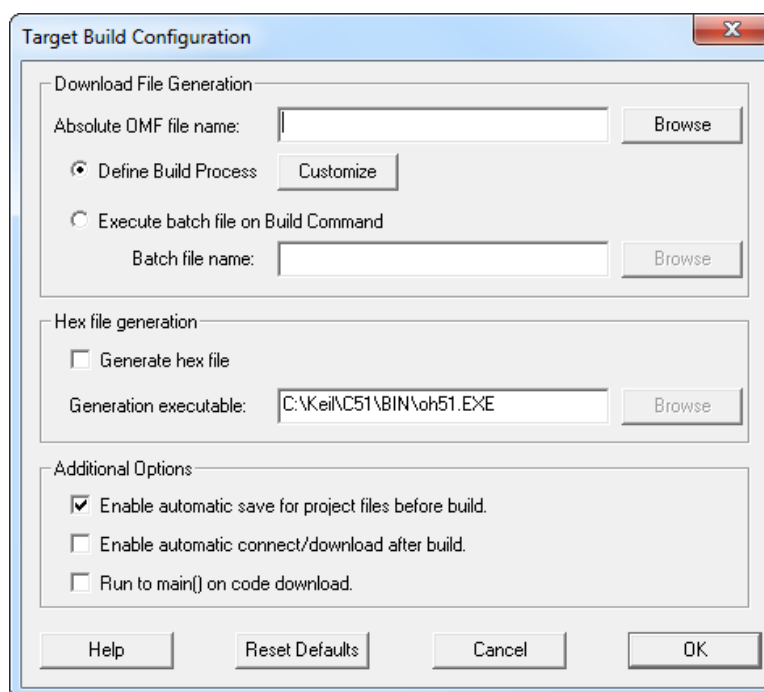 Target Build Configuration
Download File Generation
Absolute OMF file name: Browse
Define Build Process Customize
Execute batch file on Build Command
Batch file name: Browse
Hex file generation
Generate hex file
Generation executable: C:\Keil\C51\BIN\oh51.EXE Browse
Additional Options
Enable automatic save for project files before build.
Enable automatic connect/download after build.
Run to main() on code download.
Help Reset Defaults Cancel OK